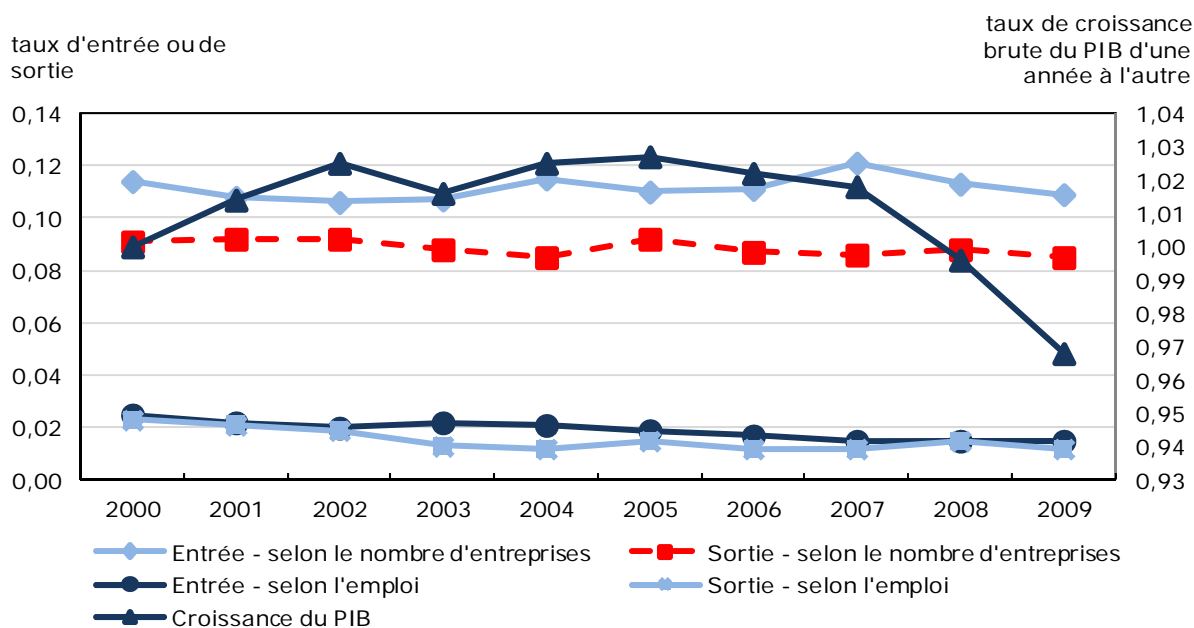 taux d'entrée ou de
sortie
taux de croissance
brute du PIB d'une
année à l'autre
0,14
0,12
0,10
0,08
0,06
0,04
0,02
0,00
1,04
1,03
1,02
1,01
1,00
0,99
0,98
0,97
0,96
0,95
0,94
0,93
2000 2001 2002 2003 2004 2005 2006 2007 2008 2009
Entrée - selon le nombre d'entreprises
Sortie - selon le nombre d'entreprises
Entrée - selon l'emploi
Sortie - selon l'emploi
Croissance du PIB